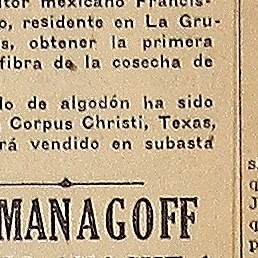 itor mexicano Francis-
o, residente en La Gru-
s, obtener la primera
fibra de la cosecha de
lo de algodón ha sido
Corpus Christi, Texas,
rá vendido en subasta
MANAGOFF